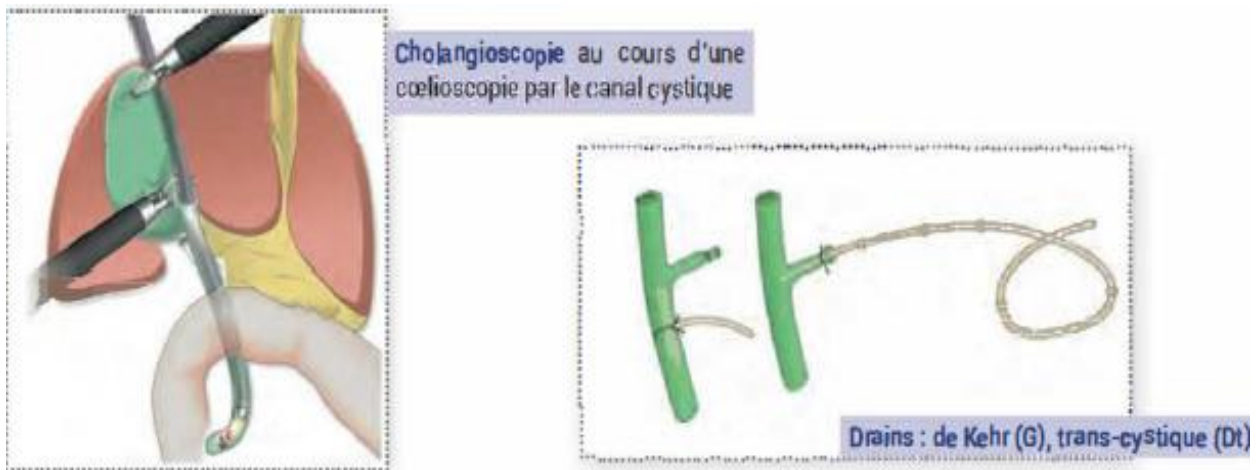 Cholangioscopie au cours d'une
cœlioscopie par le canal cystique
Drains : de Kehr (G), trans-cystique (Dt)